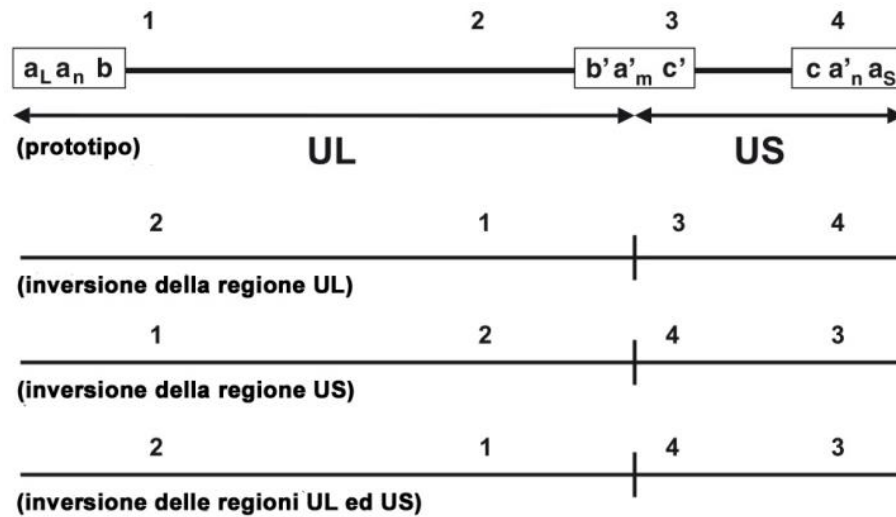 1 2 3 4
aL an b b' a'm c' c a'n aS
(prototipo) UL US
2 1 3 4
(inversione della regione UL)
1 2 4 3
(inversione della regione US)
2 1 4 3
(inversione delle regioni UL ed US)